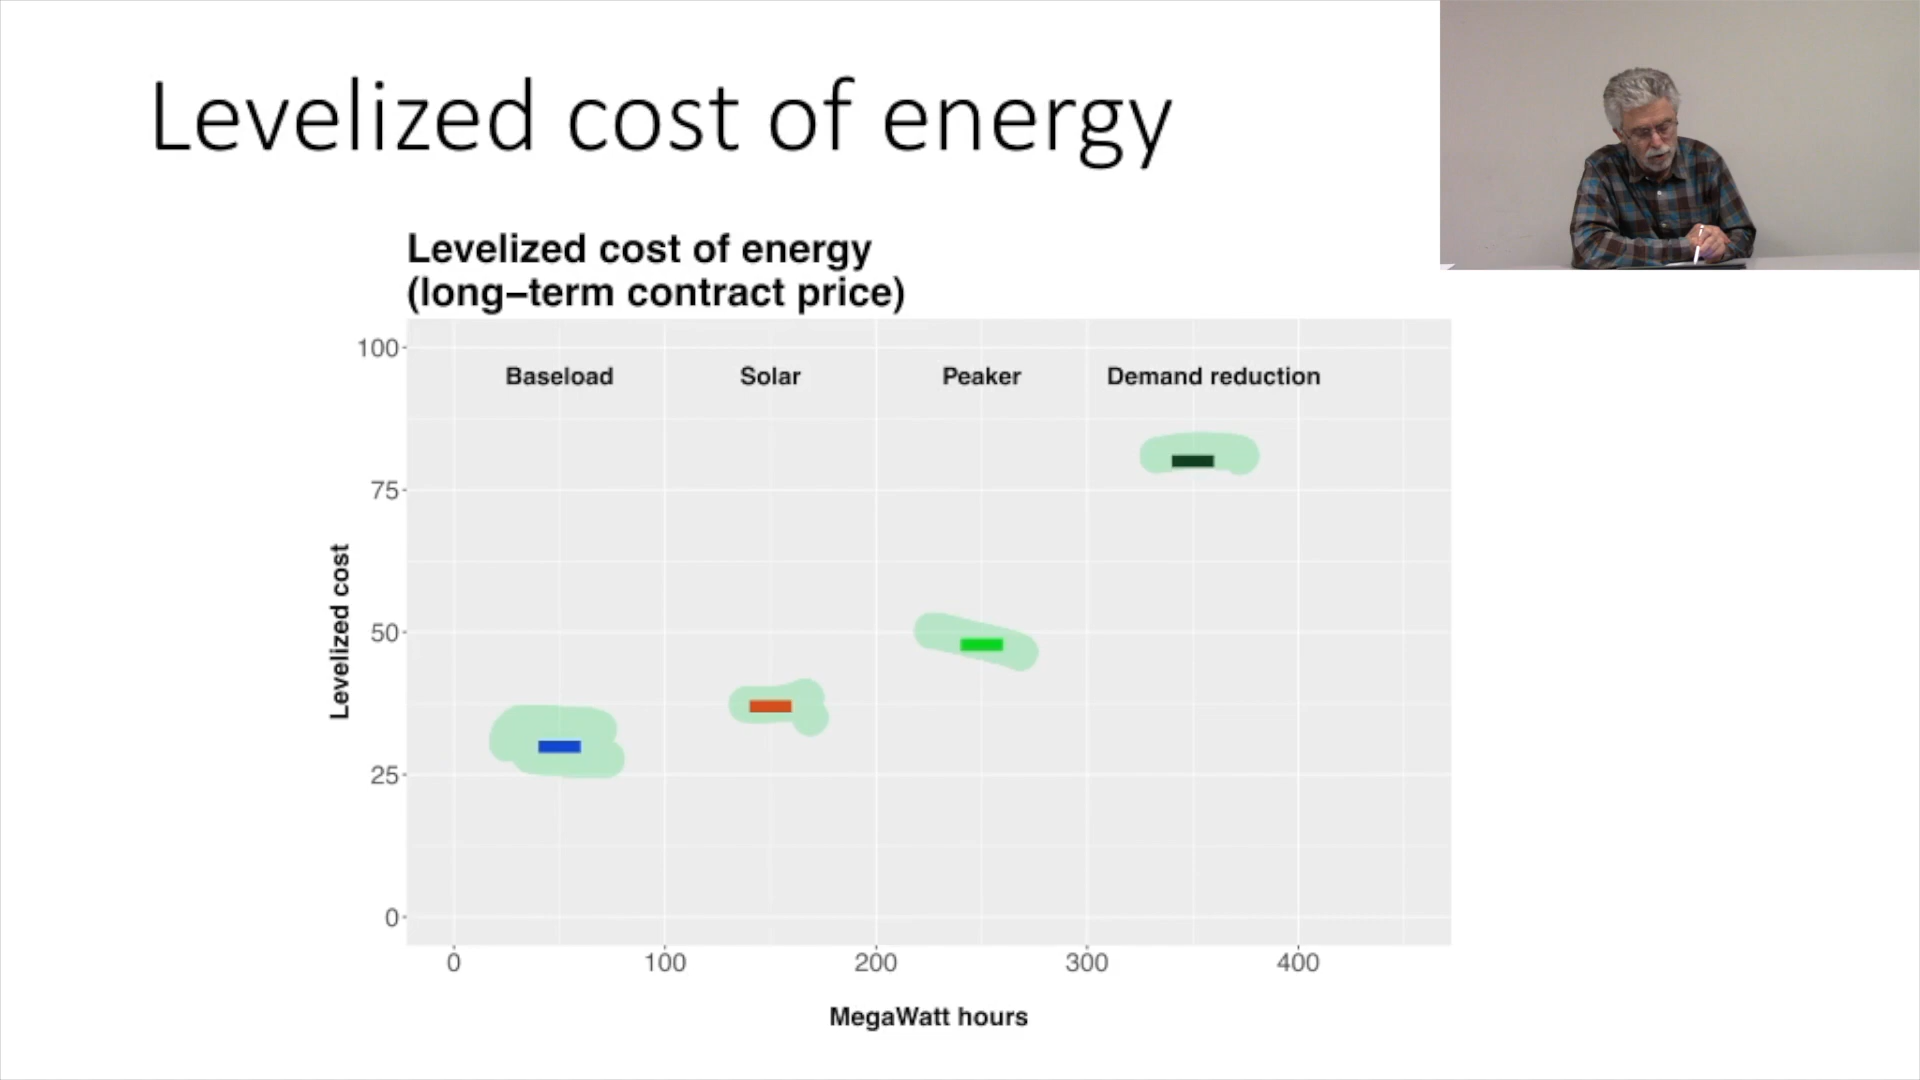 Levelized cost of energy
Levelized cost of energy
(long–term contract price)
100
Baseload Solar Peaker Demand reduction
75
50
25
0
Levelized cost
0 100 200 300 400
MegaWatt hours